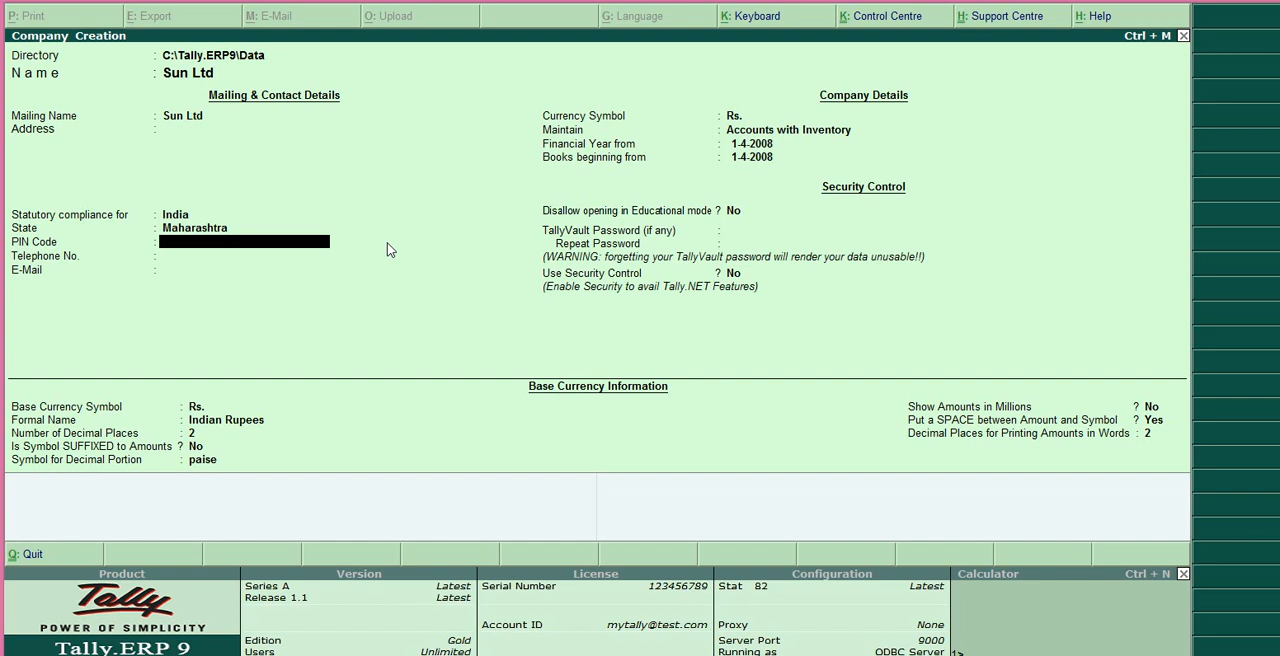 P: Print E: Export M: E-Mail O: Upload G: Language K: Keyboard K: Control Centre H: Support Centre H: Help
Company Creation Ctrl + M
Directory : C:\Tally.ERP9\Data
Name : Sun Ltd
Mailing & Contact Details
Company Details
Mailing Name : Sun Ltd
Address :
Currency Symbol : Rs.
Maintain : Accounts with Inventory
Financial Year from : 1-4-2008
Books beginning from : 1-4-2008
Security Control
Statutory compliance for : India
State : Maharashtra
PIN Code :
Telephone No. :
E-Mail :
Disallow opening in Educational mode ? No
TallyVault Password (if any) :
Repeat Password :
(WARNING: forgetting your TallyVault password will render your data unusable!!)
Use Security Control ? No
(Enable Security to avail Tally.NET Features)
Base Currency Information
Base Currency Symbol : Rs.
Formal Name : Indian Rupees
Number of Decimal Places : 2
Is Symbol SUFFIXED to Amounts ? No
Symbol for Decimal Portion : paise
Show Amounts in Millions ? No
Put a SPACE between Amount and Symbol ? Yes
Decimal Places for Printing Amounts in Words : 2
Q: Quit
Product Version License Configuration Calculator Ctrl + N
Tally
POWER OF SIMPLICITY
Tally.ERP 9
Series A Latest
Release 1.1 Latest
Edition Gold
Users Unlimited
Serial Number 123456789
Account ID mytally@test.com
Stat 82 Latest
Proxy None
Server Port 9000
Running as ODBC Server
1>